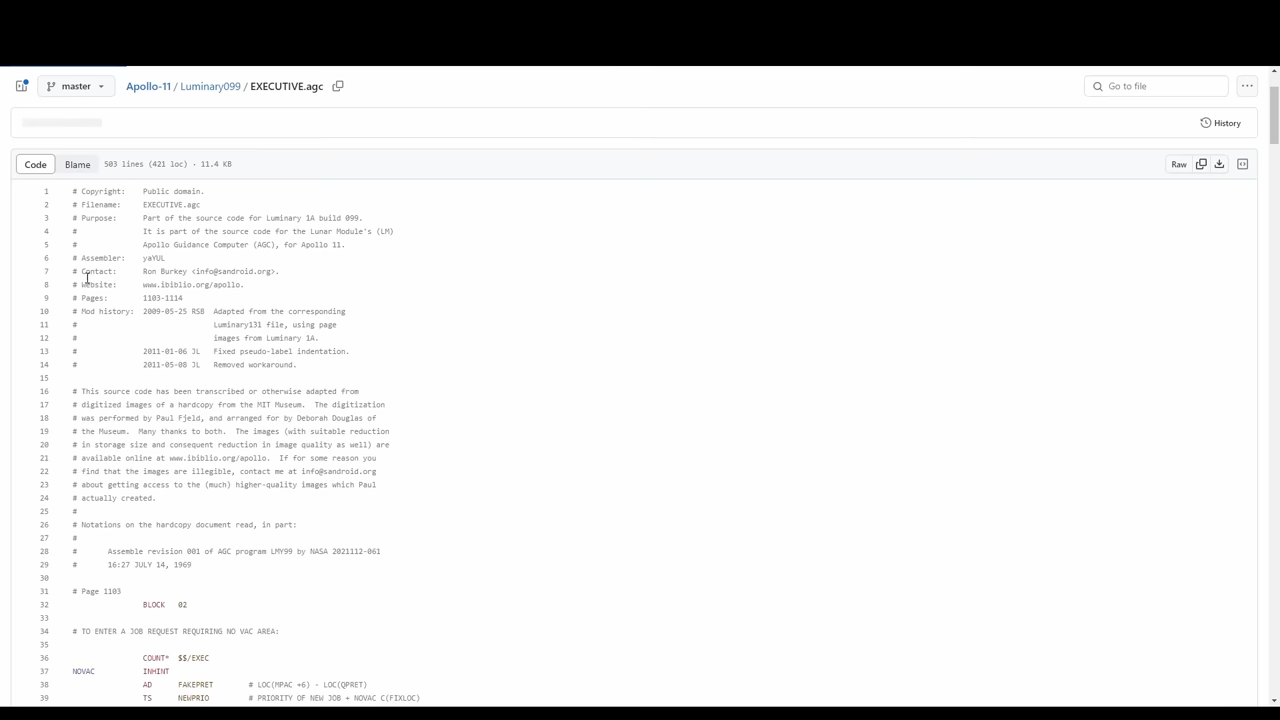 master Apollo-11 / Luminary099 / EXECUTIVE.agc Go to file
History
Code Blame 503 lines (421 loc) · 11.4 KB Raw
1 # Copyright: Public domain.
2 # Filename: EXECUTIVE.agc
3 # Purpose: Part of the source code for Luminary 1A build 099.
4 # It is part of the source code for the Lunar Module's (LM)
5 # Apollo Guidance Computer (AGC), for Apollo 11.
6 # Assembler: yaYUL
7 # Contact: Ron Burkey <info@sandroid.org>.
8 # Website: www.ibiblio.org/apollo.
9 # Pages: 1103-1114
10 # Mod history: 2009-05-25 RSB Adapted from the corresponding
11 # Luminary131 file, using page
12 # images from Luminary 1A.
13 # 2011-01-06 JL Fixed pseudo-label indentation.
14 # 2011-05-08 JL Removed workaround.
15
16 # This source code has been transcribed or otherwise adapted from
17 # digitized images of a hardcopy from the MIT Museum. The digitization
18 # was performed by Paul Fjeld, and arranged for by Deborah Douglas of
19 # the Museum. Many thanks to both. The images (with suitable reduction
20 # in storage size and consequent reduction in image quality as well) are
21 # available online at www.ibiblio.org/apollo. If for some reason you
22 # find that the images are illegible, contact me at info@sandroid.org
23 # about getting access to the (much) higher-quality images which Paul
24 # actually created.
25 #
26 # Notations on the hardcopy document read, in part:
27 #
28 # Assemble revision 001 of AGC program LMY99 by NASA 2021112-061
29 # 16:27 JULY 14, 1969
30
31 # Page 1103
32 BLOCK 02
33
34 # TO ENTER A JOB REQUEST REQUIRING NO VAC AREA:
35
36 COUNT* $$/EXEC
37 NOVAC INHINT
38 AD FAKEPRET # LOC(MPAC +6) - LOC(QPRET)
39 TS NEWPRIO # PRIORITY OF NEW JOB + NOVAC C(FIXLOC)